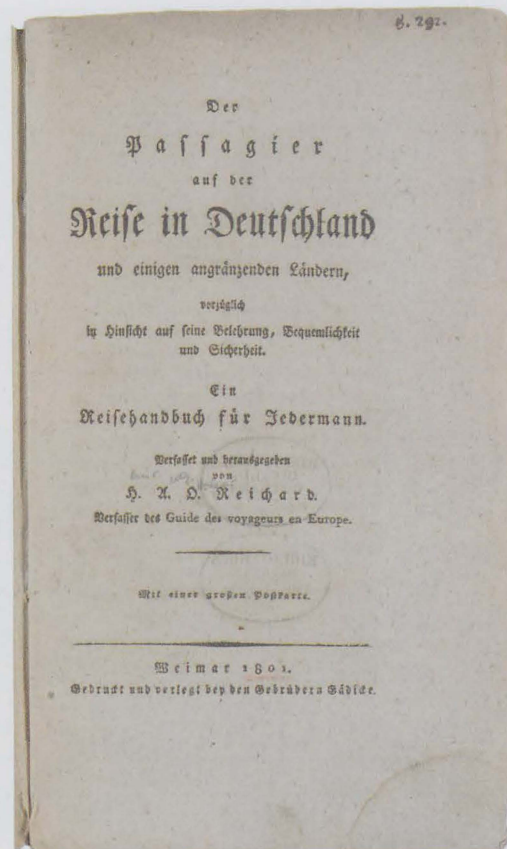 8. 292.
Der
Passagier
auf der
Reise in Deutschland
und einigen angränzenden Ländern,
vorzüglich
in Hinsicht auf seine Belehrung, Bequemlichkeit
und Sicherheit.
Ein
Reisehandbuch für Jedermann.
Verfasset und herausgegeben
von
H. A. O. Reichard.
Verfasser des Guide des voyageurs en Europe.
Mit einer großen Postkarte.
Weimar 1801.
Gedruckt und verlegt bey den Gebrüdern Gädicke.